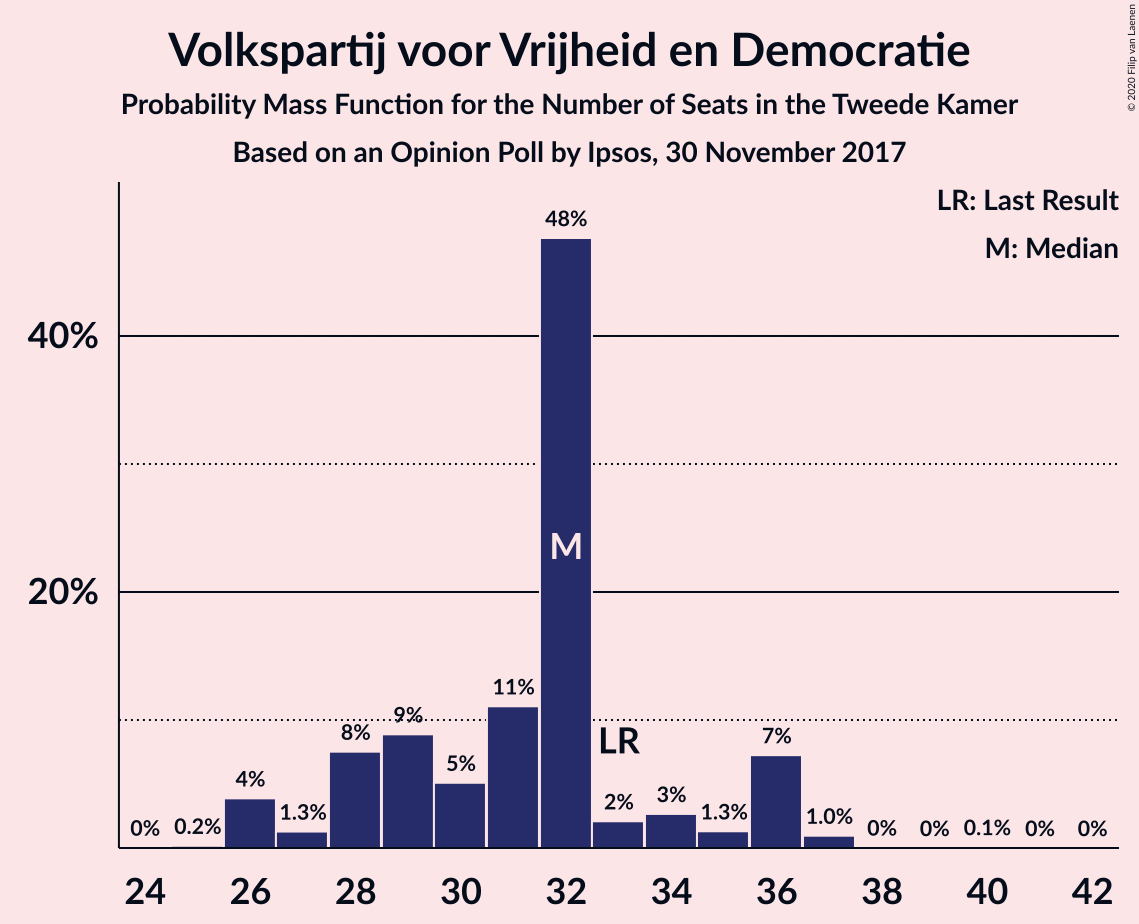 Volkspartij voor Vrijheid en Democratie
Probability Mass Function for the Number of Seats in the Tweede Kamer
Based on an Opinion Poll by Ipsos, 30 November 2017
© 2020 Filip van Laenen
LR: Last Result
M: Median
48%
40%
M
20%
11%
9%
8%
LR
7%
5%
4%
3%
2%
1.3%
1.3%
1.0%
0%
0.2%
0%
0%
0.1%
0%
0%
24 26 28 30 32 34 36 38 40 42